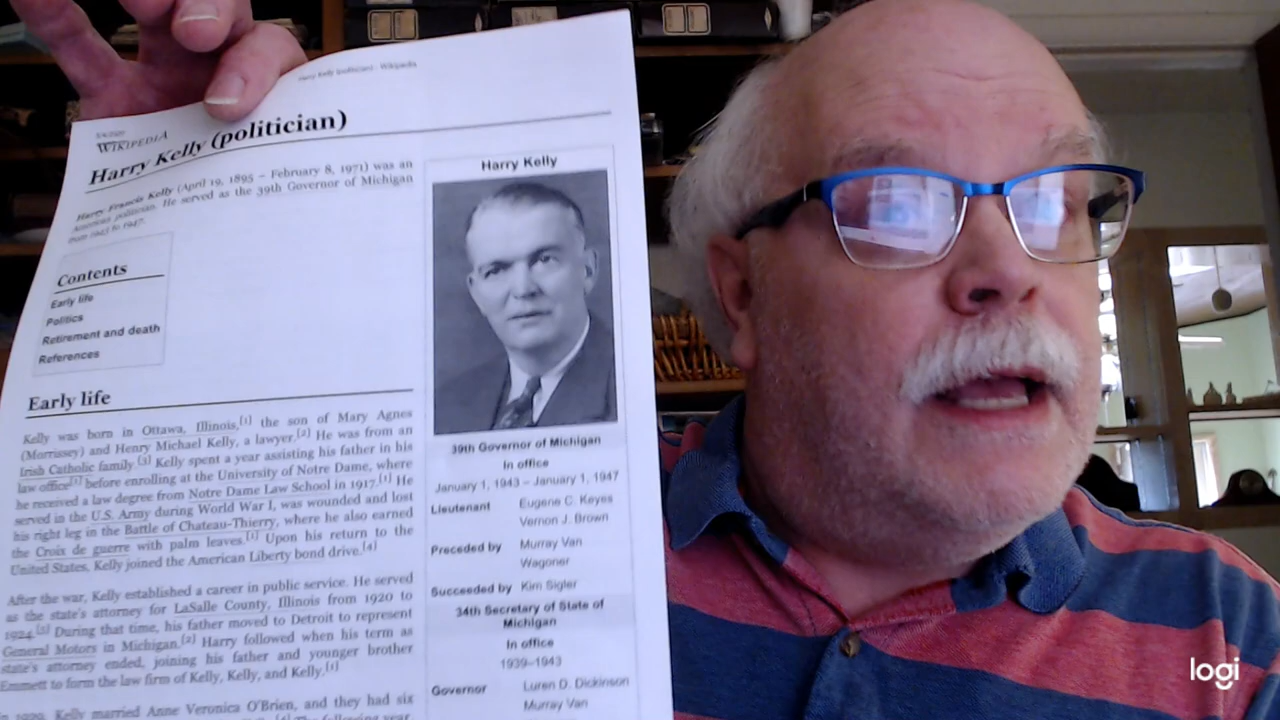 Harry Kelly (politician) - Wikipedia
WIKIPEDIA
Harry Kelly (politician)
Harry Francis Kelly (April 19, 1895 – February 8, 1971) was an
American politician. He served as the 39th Governor of Michigan
from 1943 to 1947.
Contents
Early life
Politics
Retirement and death
References
Early life
Kelly was born in Ottawa, Illinois,[1] the son of Mary Agnes
(Morrissey) and Henry Michael Kelly, a lawyer.[2] He was from an
Irish Catholic family.[3] Kelly spent a year assisting his father in his
law office[1] before enrolling at the University of Notre Dame, where
he received a law degree from Notre Dame Law School in 1917.[1] He
served in the U.S. Army during World War I, was wounded and lost
his right leg in the Battle of Chateau-Thierry, where he also earned
the Croix de guerre with palm leaves.[1] Upon his return to the
United States, Kelly joined the American Liberty bond drive.[4]
After the war, Kelly established a career in public service. He served
as the state's attorney for LaSalle County, Illinois from 1920 to
1924.[5] During that time, his father moved to Detroit to represent
General Motors in Michigan.[2] Harry followed when his term as
state's attorney ended, joining his father and younger brother
Emmett to form the law firm of Kelly, Kelly, and Kelly.[1]
In 1929, Kelly married Anne Veronica O'Brien, and they had six
The following year,
Harry Kelly
39th Governor of Michigan
In office
January 1, 1943 – January 1, 1947
Lieutenant Eugene C. Keyes
Vernon J. Brown
Preceded by Murray Van
Wagoner
Succeeded by Kim Sigler
34th Secretary of State of
Michigan
In office
1939–1943
Governor Luren D. Dickinson
Murray Van
logi